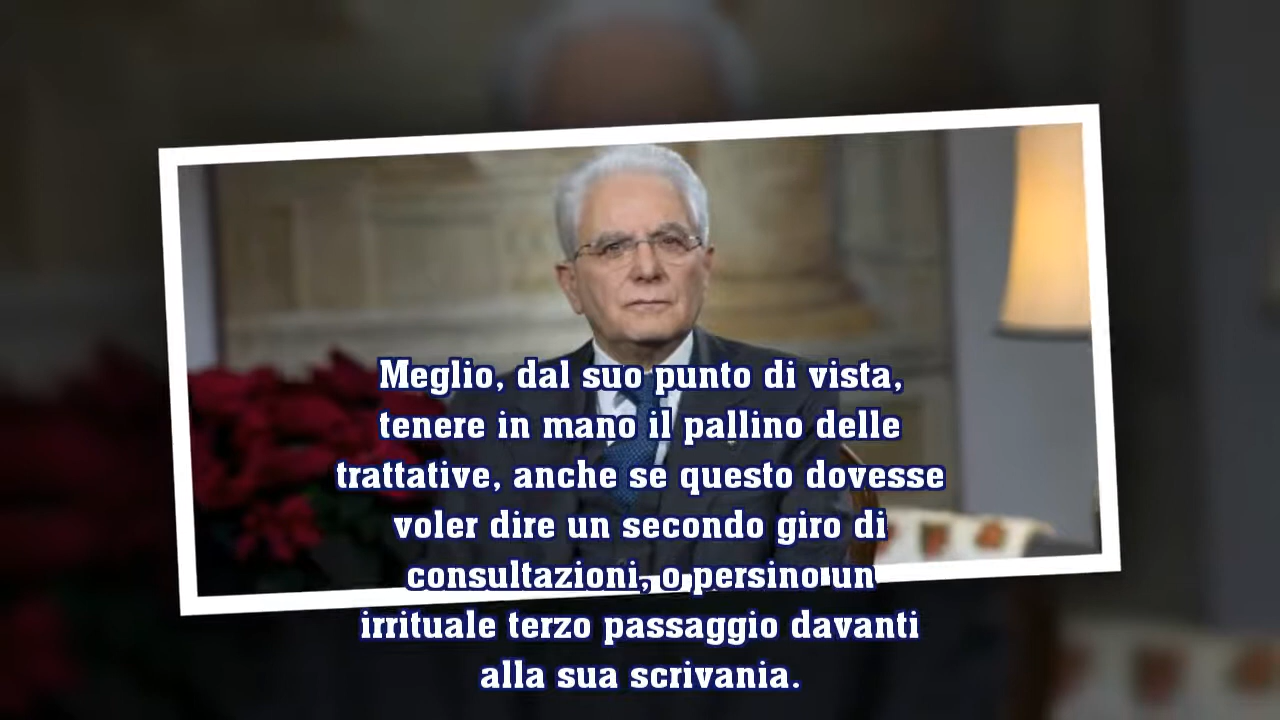 Meglio, dal suo punto di vista,
tenere in mano il pallino delle
trattative, anche se questo dovesse
voler dire un secondo giro di
consultazioni, o persino un
irrituale terzo passaggio davanti
alla sua scrivania.